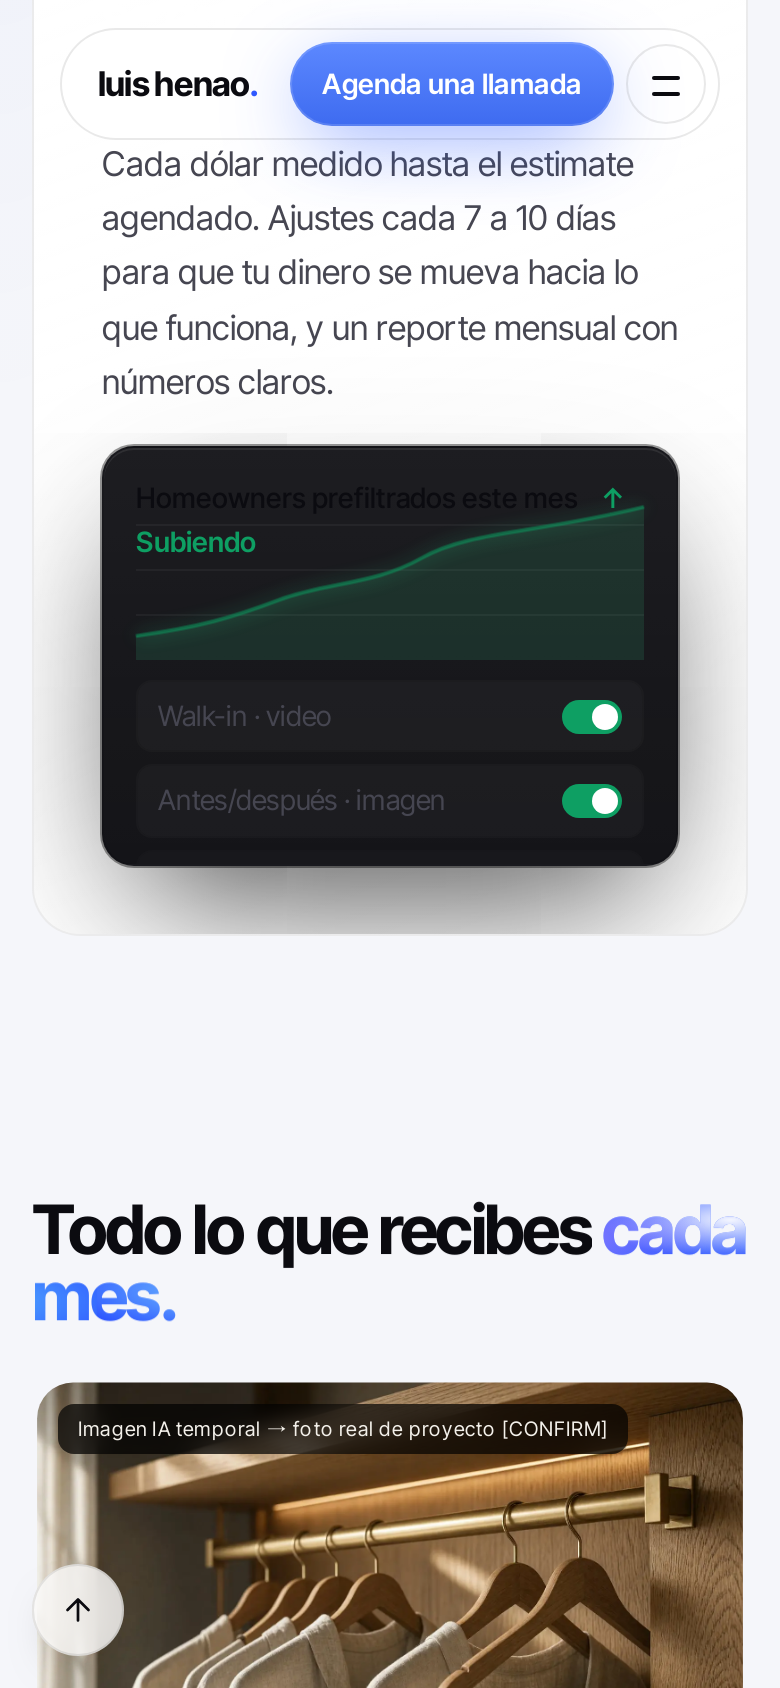 luis henao.
Agenda una llamada
Cada dólar medido hasta el estimate
agendado. Ajustes cada 7 a 10 días
para que tu dinero se mueva hacia lo
que funciona, y un reporte mensual con
números claros.
Homeowners prefiltrados este mes ↑
Subiendo
Walk-in · video
Antes/después · imagen
Todo lo que recibes cada
mes.
Imagen IA temporal → foto real de proyecto [CONFIRM]